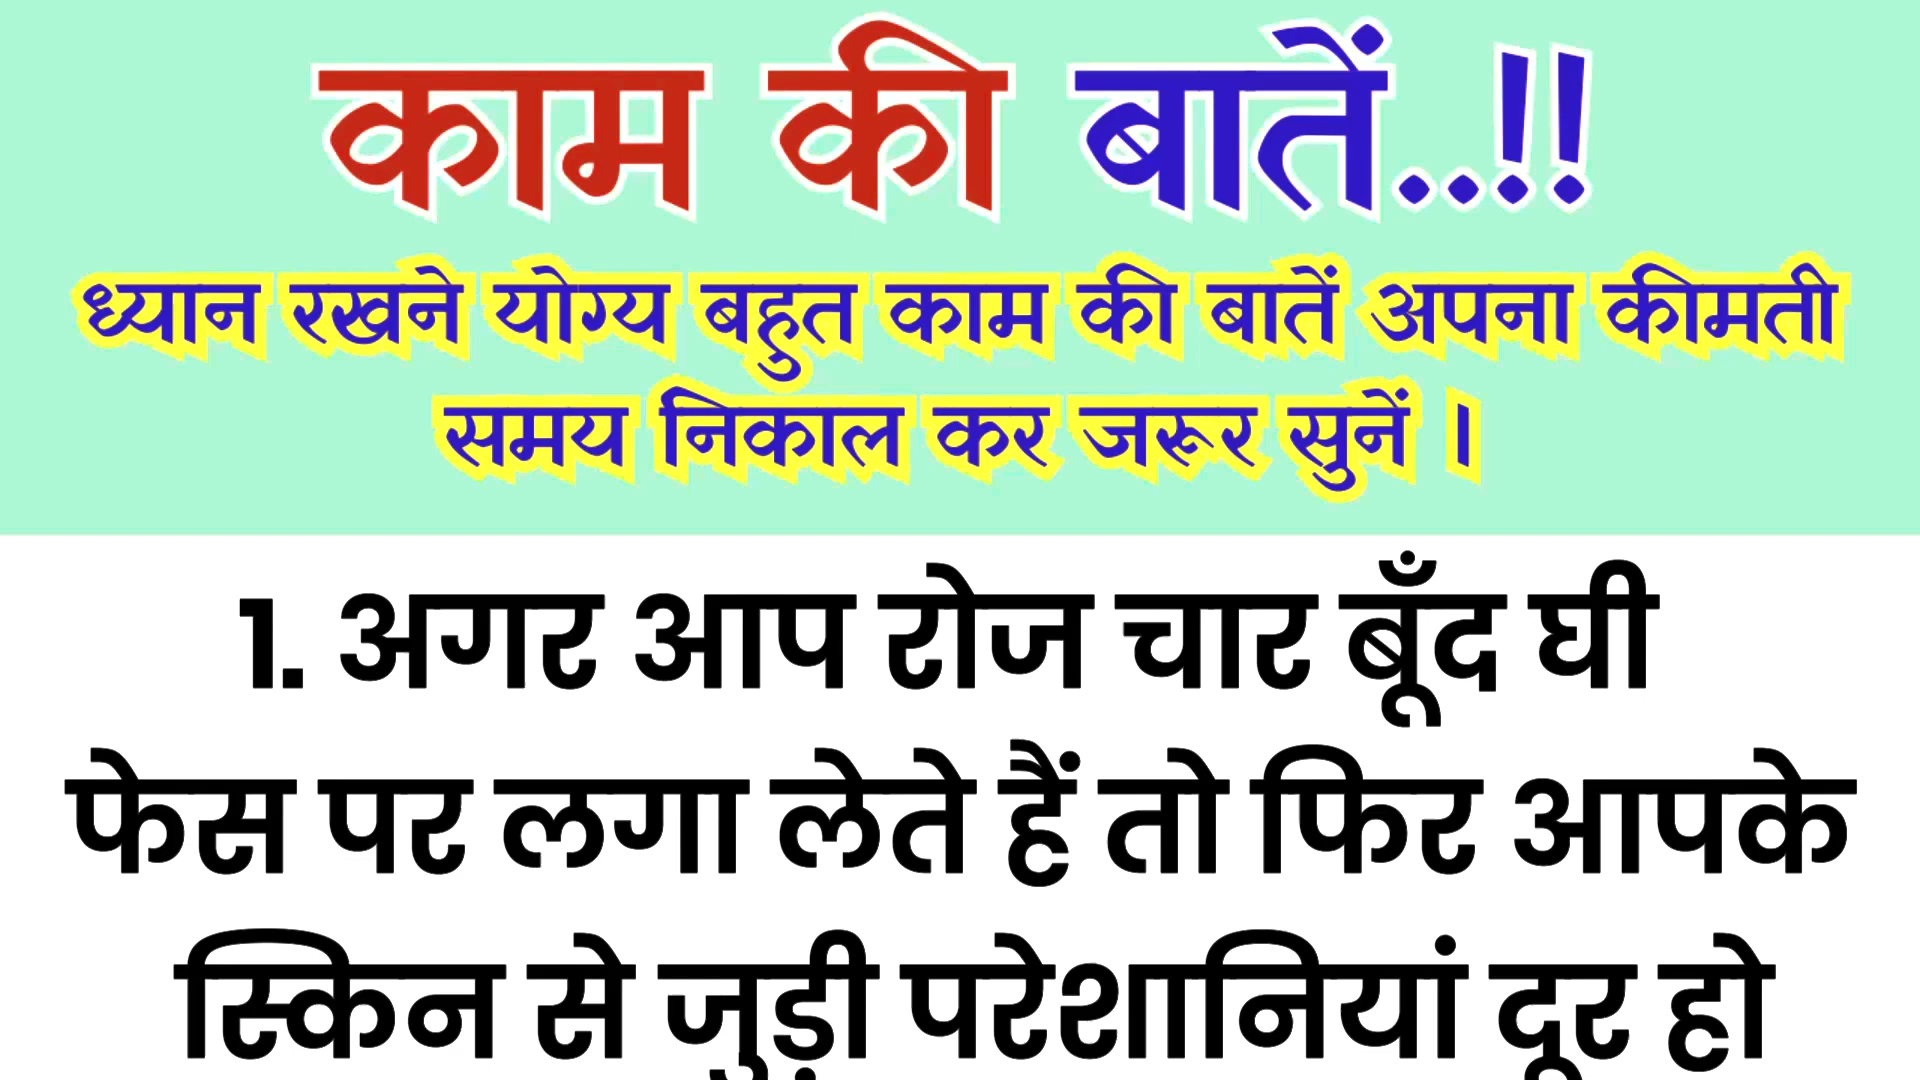 काम की बातें..!!
ध्यान रखने योग्य बहुत काम की बातें अपना कीमती
समय निकाल कर जरूर सुनें ।
1. अगर आप रोज चार बूँद घी
फेस पर लगा लेते हैं तो फिर आपके
स्किन से जुड़ी परेशानियां दूर हो